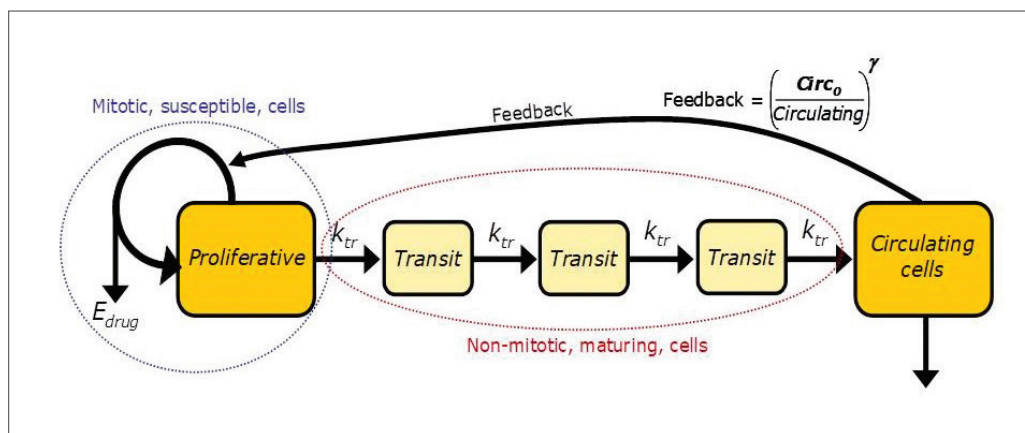 Mitotic, susceptible, cells
Feedback
Feedback = (Circ₀ / Circulating)^γ
E_drug
Proliferative
k_tr
Transit
k_tr
Transit
k_tr
Transit
k_tr
Circulating
cells
Non-mitotic, maturing, cells